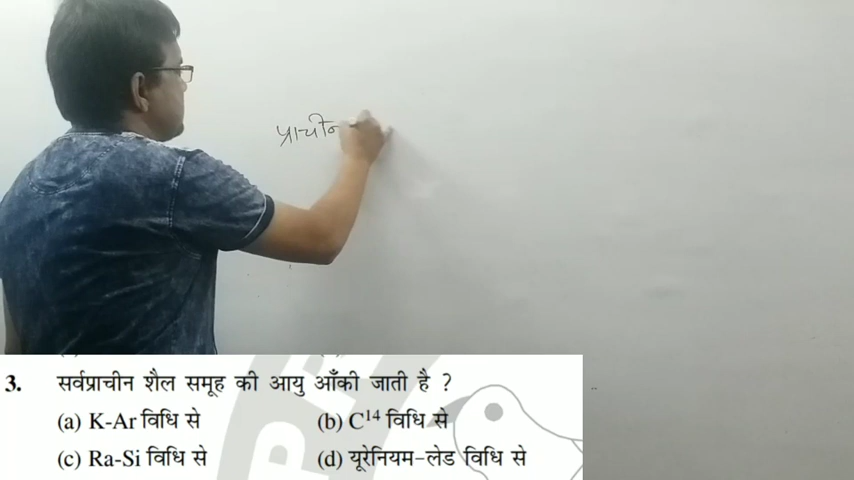 प्राचीन
3. सर्वप्राचीन शैल समूह की आयु आँकी जाती है ?
(a) K-Ar विधि से (b) C¹⁴ विधि से
(c) Ra-Si विधि से (d) यूरेनियम-लेड विधि से